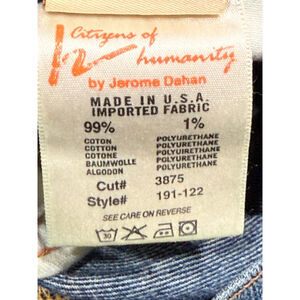 Citizens of
humanity
by Jerome Dahan
MADE IN U.S.A.
IMPORTED FABRIC
99% 1%
COTON POLYURETHANE
COTTON POLYURETHANE
COTONE POLYURETHANE
BAUMWOLLE POLYURETHANE
ALGODON POLYURETHANE
Cut# 3875
Style# 191-122
SEE CARE ON REVERSE
30